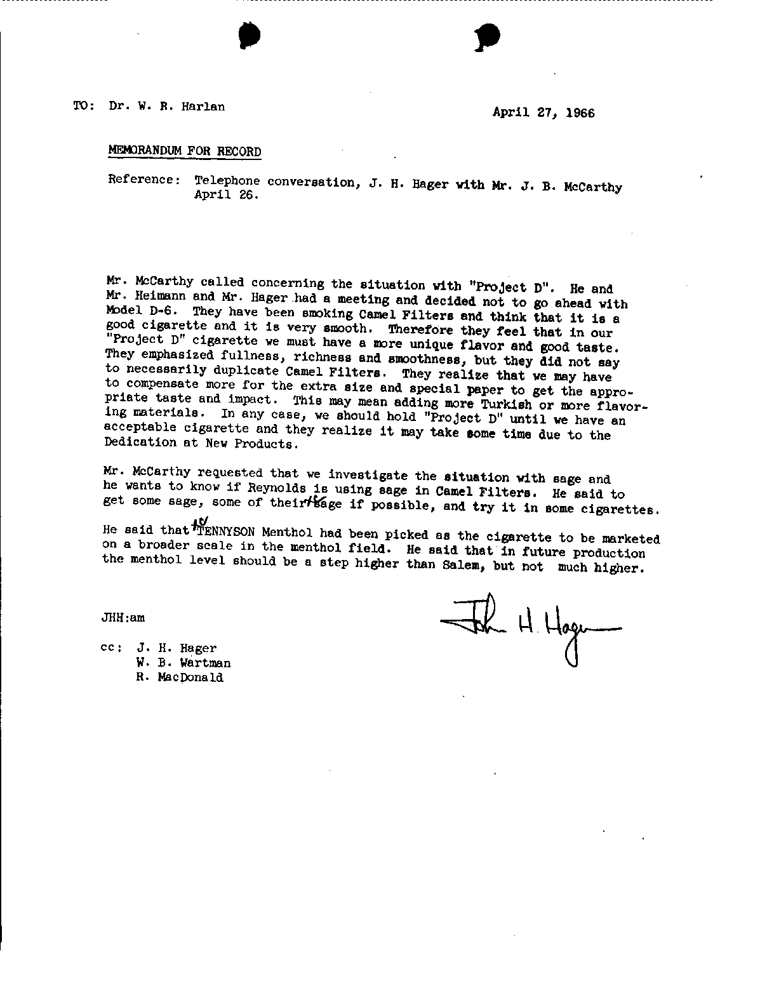 TO: Dr. W. R. Harlan
April 27, 1966
MEMORANDUM FOR RECORD
Reference: Telephone conversation, J. H. Hager with Mr. J. B. McCarthy
April 26.
Mr. McCarthy called concerning the situation with "Project D". He and
Mr. Heimann and Mr. Hager had a meeting and decided not to go ahead with
Model D-6. They have been smoking Camel Filters and think that it is a
good cigarette and it is very smooth. Therefore they feel that in our
"Project D" cigarette we must have a more unique flavor and good taste.
They emphasized fullness, richness and smoothness, but they did not say
to necessarily duplicate Camel Filters. They realize that we may have
to compensate more for the extra size and special paper to get the appro-
priate taste and impact. This may mean adding more Turkish or more flavor-
ing materials. In any case, we should hold "Project D" until we have an
acceptable cigarette and they realize it may take some time due to the
Dedication at New Products.
Mr. McCarthy requested that we investigate the situation with sage and
he wants to know if Reynolds is using sage in Camel Filters. He said to
get some sage, some of their sage if possible, and try it in some cigarettes.
He said that TENNYSON Menthol had been picked as the cigarette to be marketed
on a broader scale in the menthol field. He said that in future production
the menthol level should be a step higher than Salem, but not much higher.
JHH:am
John H. Hager
cc: J. H. Hager
W. B. Wartman
R. MacDonald